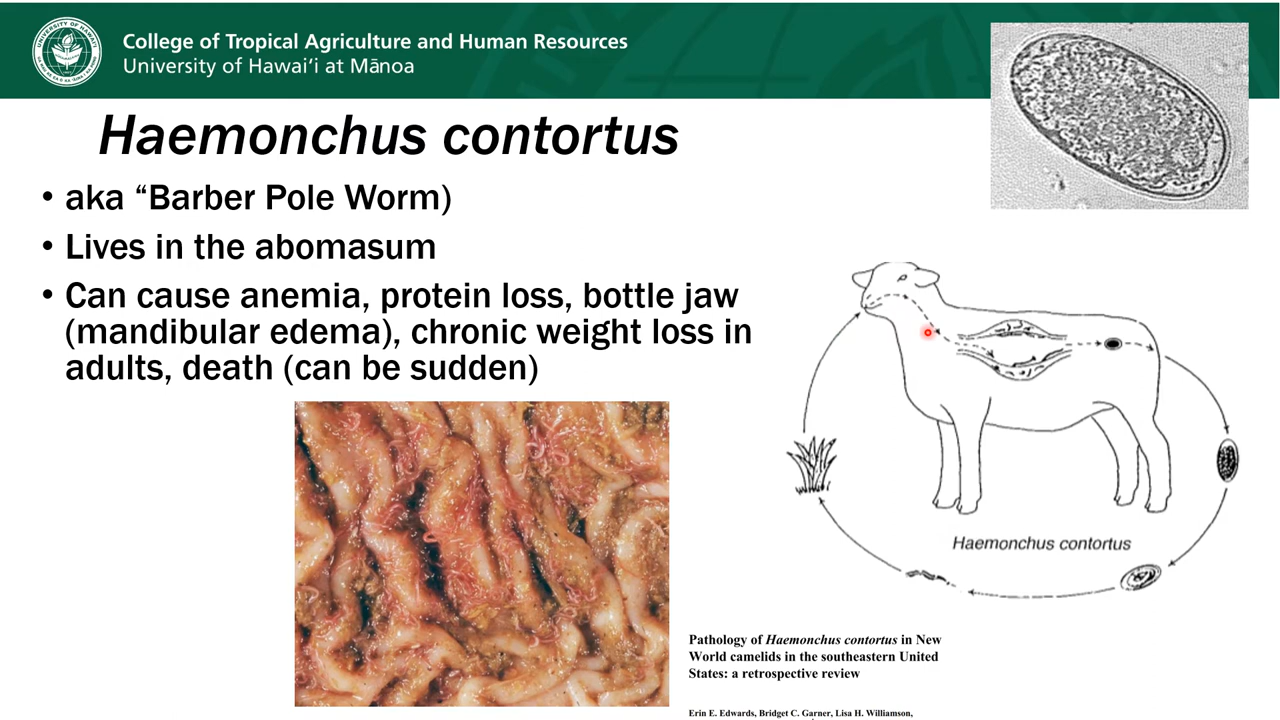 College of Tropical Agriculture and Human Resources
University of Hawaiʻi at Mānoa
Haemonchus contortus
• aka “Barber Pole Worm)
• Lives in the abomasum
• Can cause anemia, protein loss, bottle jaw
(mandibular edema), chronic weight loss in
adults, death (can be sudden)
Haemonchus contortus
Pathology of Haemonchus contortus in New
World camelids in the southeastern United
States: a retrospective review
Erin E. Edwards, Bridget C. Garner, Lisa H. Williamson,